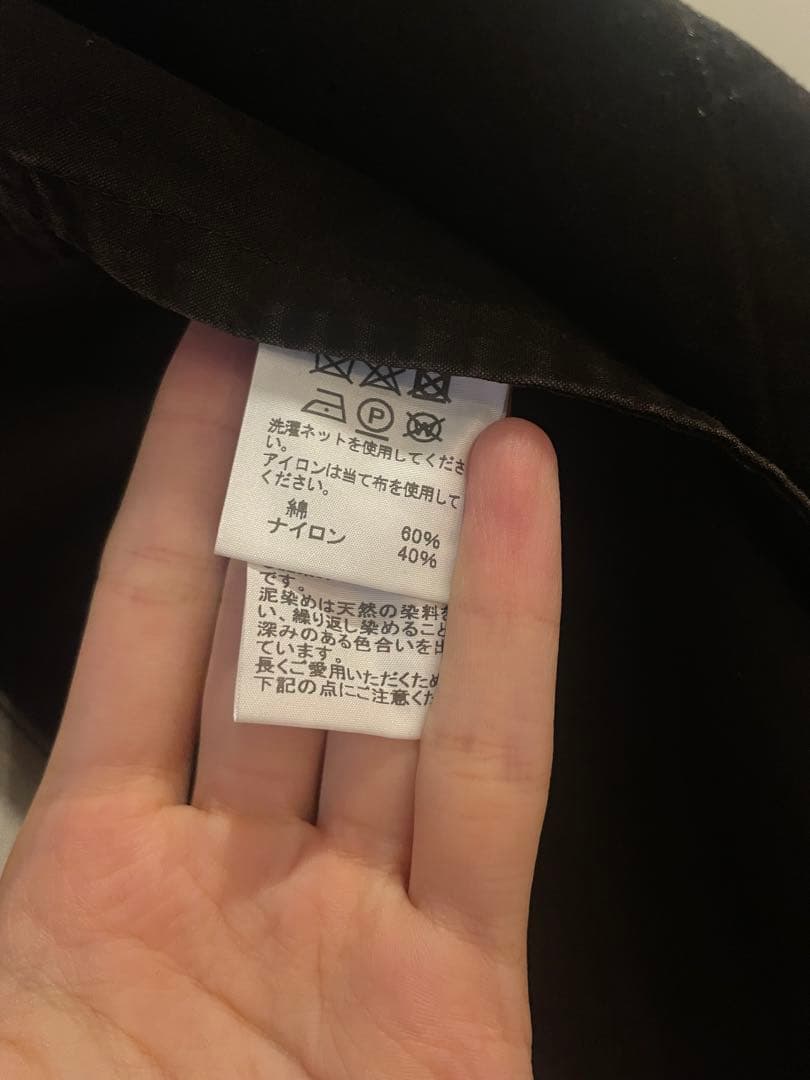 P
W
洗濯ネットを使用してくださ
い。
アイロンは当て布を使用して
ください。
綿 60%
ナイロン 40%
です。
泥染めは天然の染料を
い、繰り返し染めること
深みのある色合いを出
ています。
長くご愛用いただくため
下記の点にご注意くだ